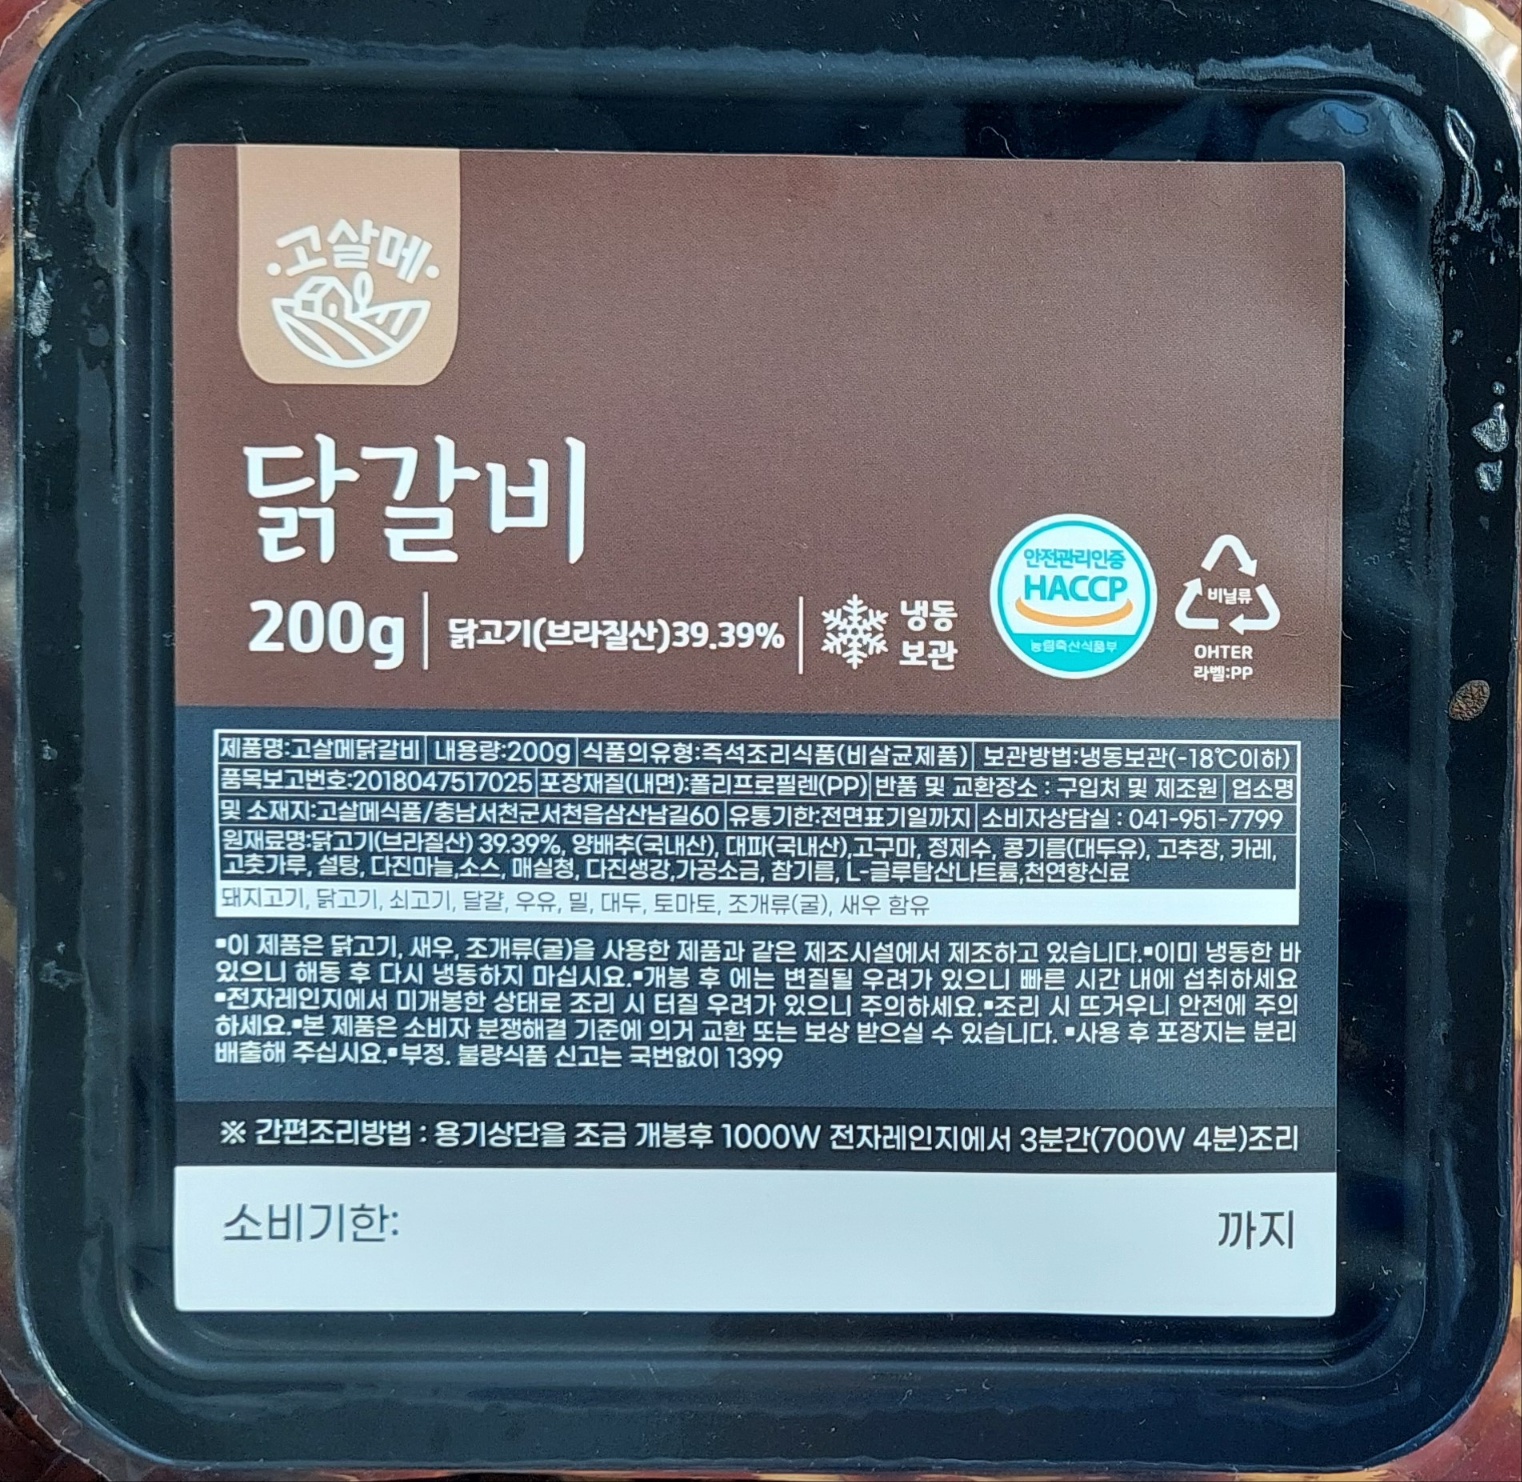 ·고살메·
닭갈비
200g 닭고기(브라질산)39.39% 냉동
보관
안전관리인증
HACCP
농림축산식품부
비닐류
OHTER
라벨:PP
제품명:고살메닭갈비 내용량:200g 식품의유형:즉석조리식품(비살균제품) 보관방법:냉동보관(-18℃이하)
품목보고번호:2018047517025 포장재질(내면):폴리프로필렌(PP) 반품 및 교환장소 : 구입처 및 제조원 업소명
및 소재지:고살메식품/충남서천군서천읍삼산남길60 유통기한:전면표기일까지 소비자상담실 : 041-951-7799
원재료명:닭고기(브라질산) 39.39%, 양배추(국내산), 대파(국내산),고구마, 정제수, 콩기름(대두유), 고추장, 카레,
고춧가루, 설탕, 다진마늘,소스, 매실청, 다진생강,가공소금, 참기름, L-글루탐산나트륨,천연향신료
돼지고기, 닭고기, 쇠고기, 달걀, 우유, 밀, 대두, 토마토, 조개류(굴), 새우 함유
▪이 제품은 닭고기, 새우, 조개류(굴)을 사용한 제품과 같은 제조시설에서 제조하고 있습니다.▪이미 냉동한 바
있으니 해동 후 다시 냉동하지 마십시요.▪개봉 후 에는 변질될 우려가 있으니 빠른 시간 내에 섭취하세요
▪전자레인지에서 미개봉한 상태로 조리 시 터질 우려가 있으니 주의하세요.▪조리 시 뜨거우니 안전에 주의
하세요.▪본 제품은 소비자 분쟁해결 기준에 의거 교환 또는 보상 받으실 수 있습니다. ▪사용 후 포장지는 분리
배출해 주십시요.▪부정. 불량식품 신고는 국번없이 1399
※ 간편조리방법 : 용기상단을 조금 개봉후 1000W 전자레인지에서 3분간(700W 4분)조리
소비기한: 까지